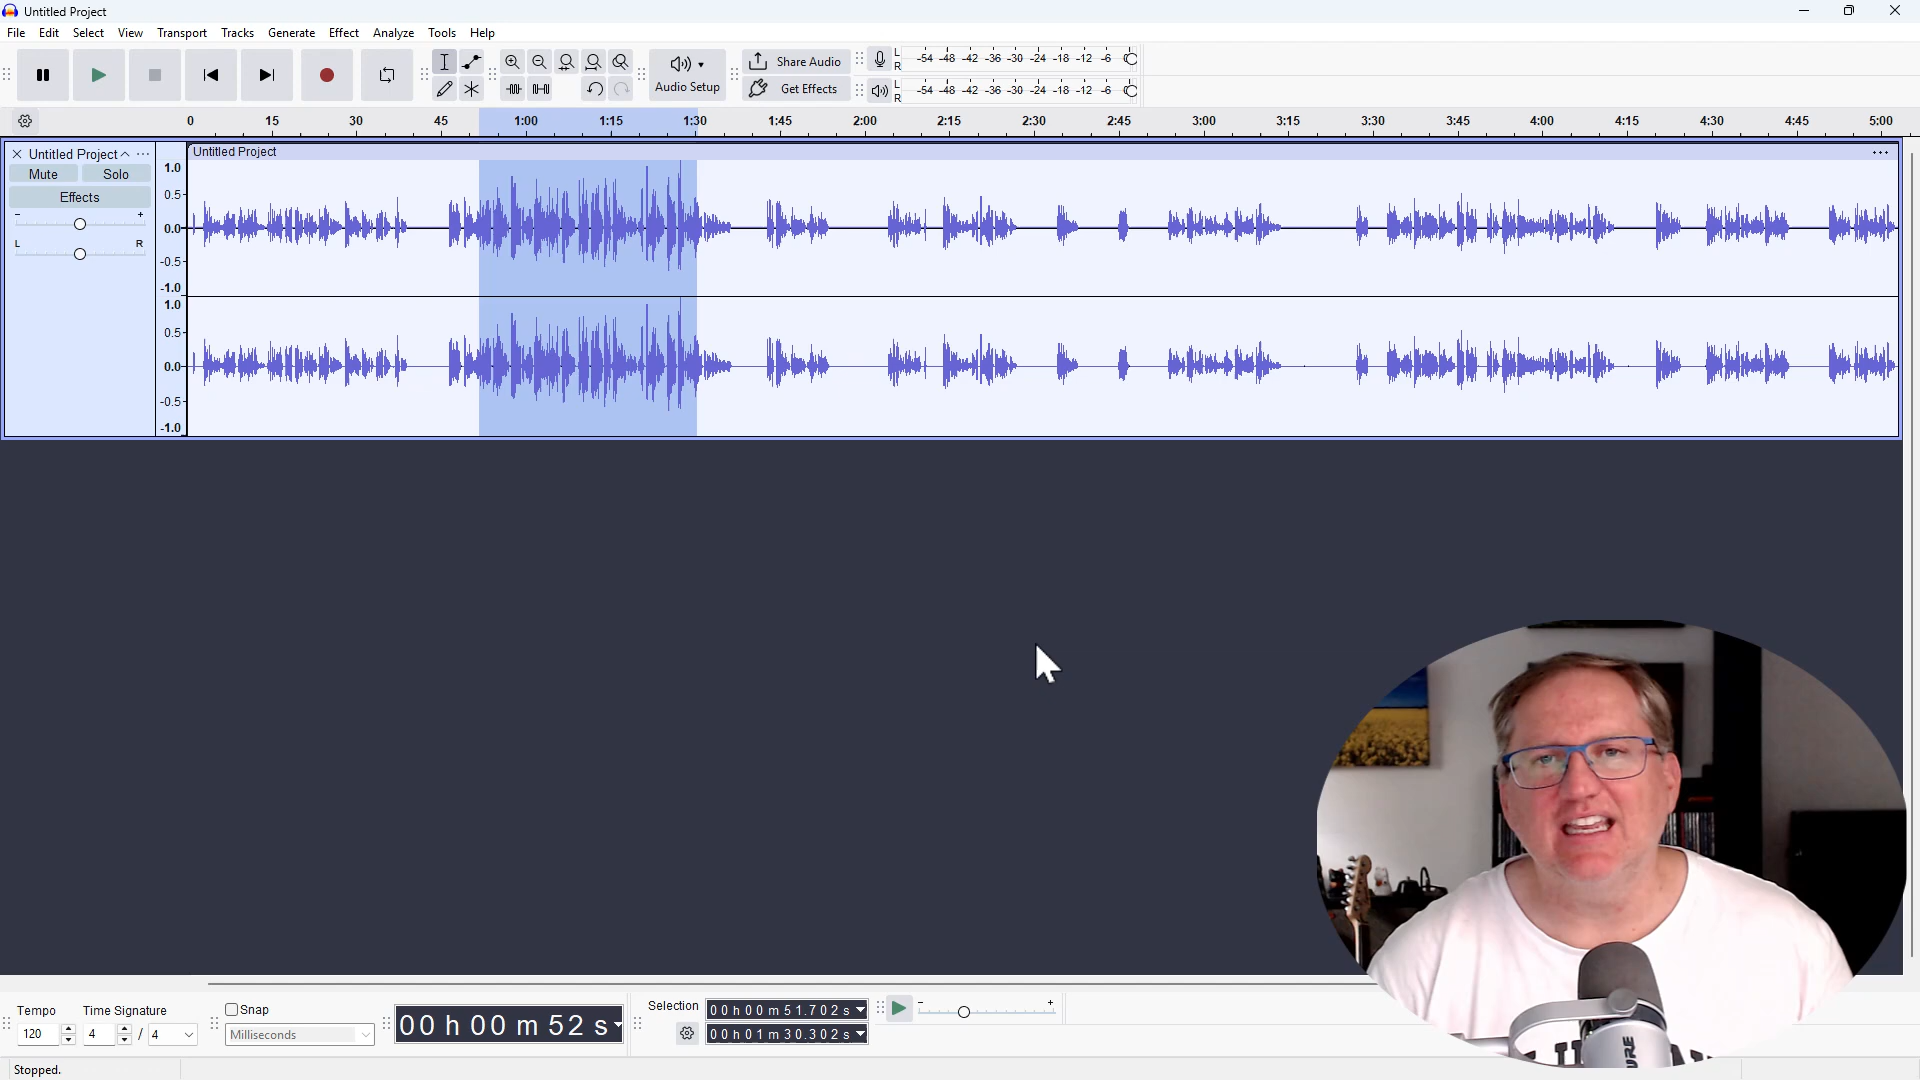 Untitled Project
File Edit Select View Transport Tracks Generate Effect Analyze Tools Help
Audio Setup
Share Audio
Get Effects
L
R
-54 -48 -42 -36 -30 -24 -18 -12 -6 0
L
R
-54 -48 -42 -36 -30 -24 -18 -12 -6 0
0 15 30 45 1:00 1:15 1:30 1:45 2:00 2:15 2:30 2:45 3:00 3:15 3:30 3:45 4:00 4:15 4:30 4:45 5:00
Untitled Project
Mute Solo
Effects
- +
L R
Untitled Project
1.0
0.5
0.0
-0.5
-1.0
1.0
0.5
0.0
-0.5
-1.0
Tempo
120
Time Signature
4 / 4
Snap
Milliseconds
00 h 00 m 52 s
Selection
00 h 00 m 51.702 s
00 h 01 m 30.302 s
- +
Stopped.